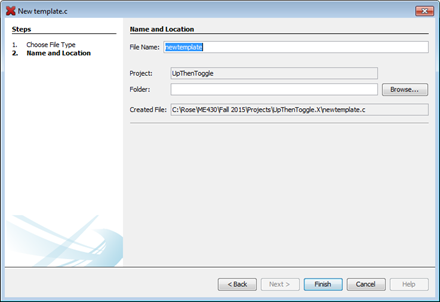 New template.c
Steps
1. Choose File Type
2. Name and Location
Name and Location
File Name: newtemplate
Project: UpThenToggle
Folder: Browse...
Created File: C:\Rose\ME430\Fall 2015\Projects\UpThenToggle.X\newtemplate.c
< Back Next > Finish Cancel Help